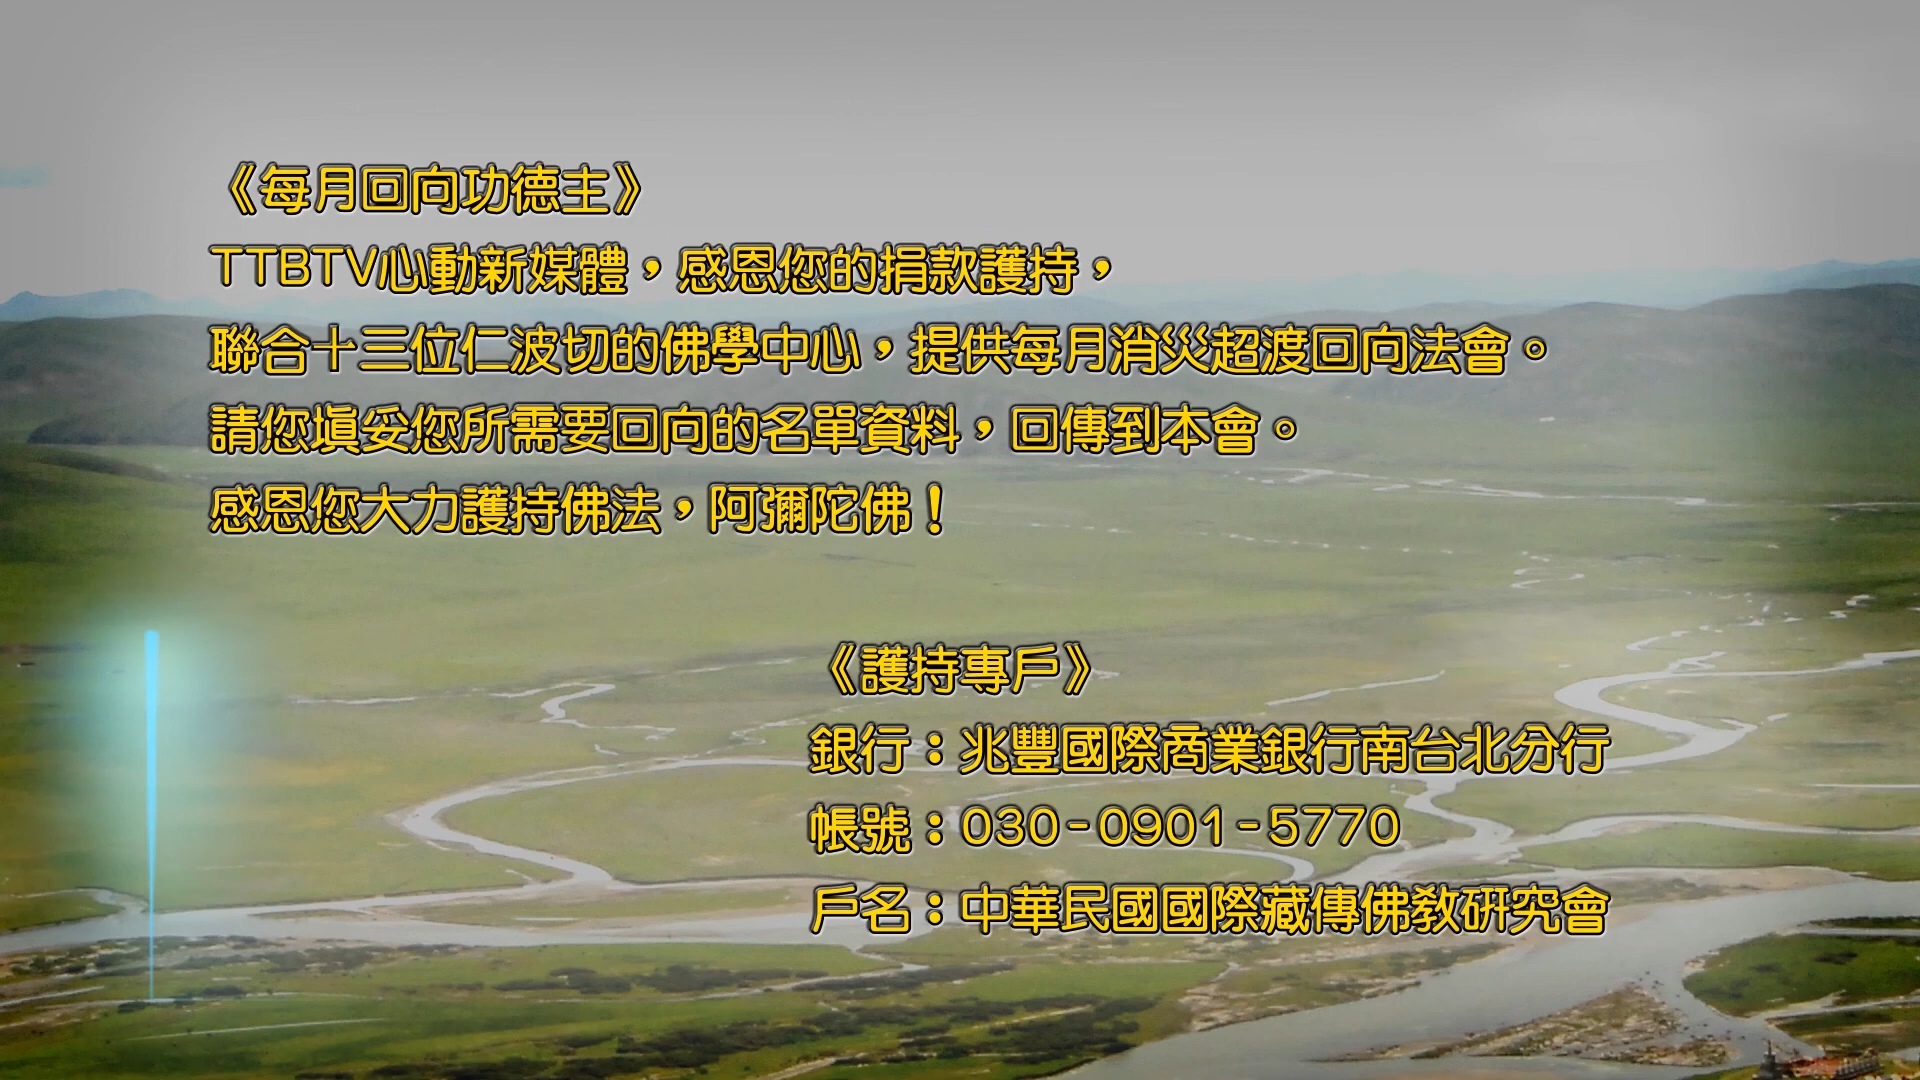 《每月回向功德主》
TTBTV心動新媒體，感恩您的捐款護持，
聯合十三位仁波切的佛學中心，提供每月消災超渡回向法會。
請您填妥您所需要回向的名單資料，回傳到本會。
感恩您大力護持佛法，阿彌陀佛！
《護持專戶》
銀行：兆豐國際商業銀行南台北分行
帳號：030-0901-5770
戶名：中華民國國際藏傳佛教研究會